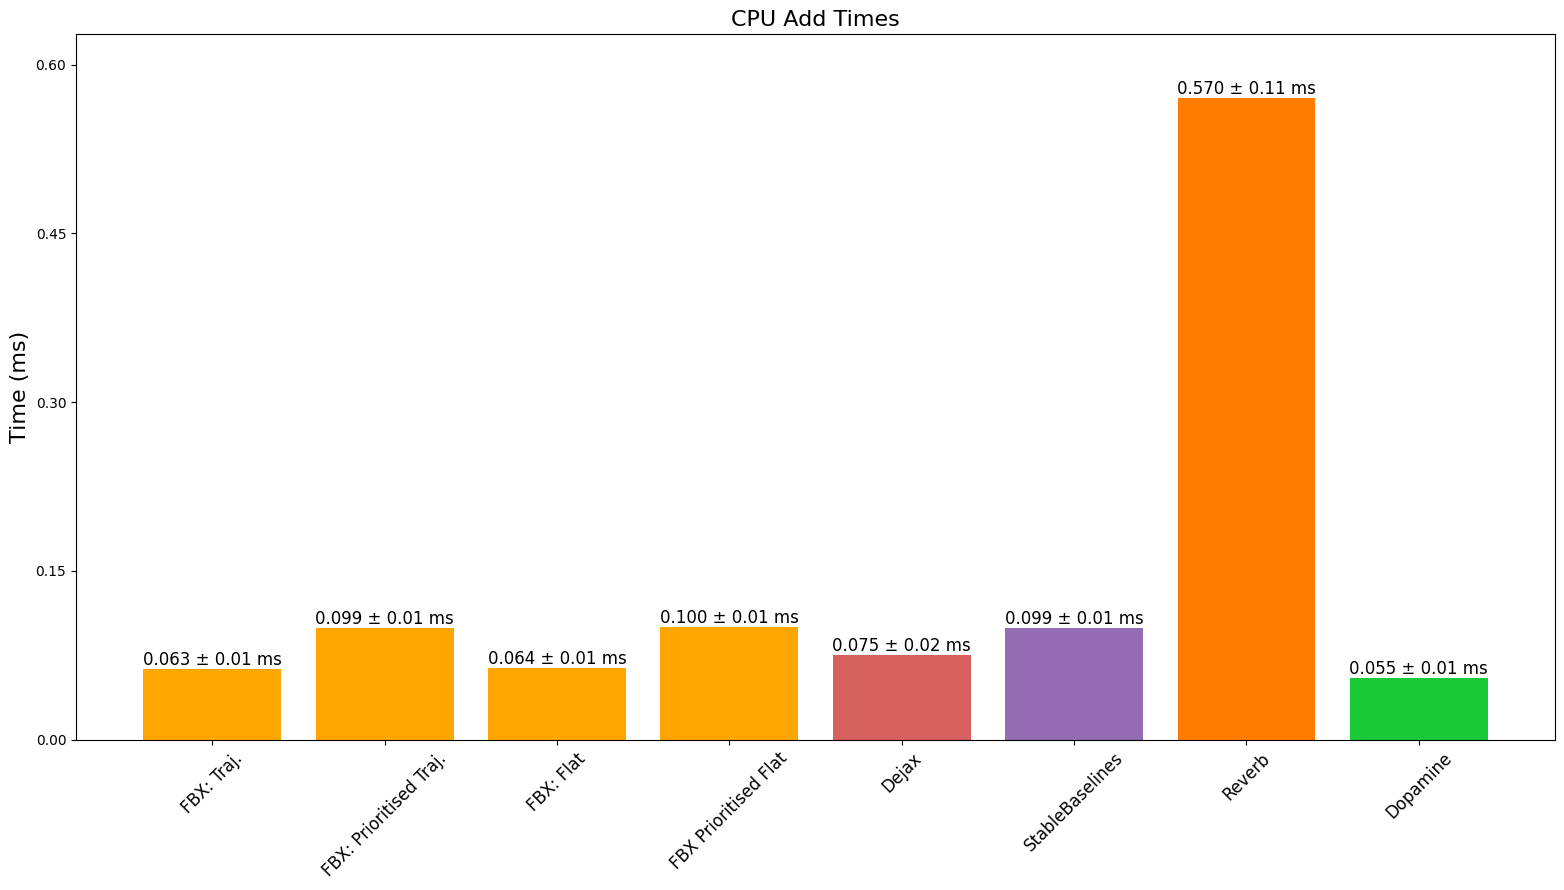 CPU Add Times
Time (ms)
0.60
0.45
0.30
0.15
0.00
0.063 ± 0.01 ms
0.099 ± 0.01 ms
0.064 ± 0.01 ms
0.100 ± 0.01 ms
0.075 ± 0.02 ms
0.099 ± 0.01 ms
0.570 ± 0.11 ms
0.055 ± 0.01 ms
FBX: Traj.
FBX: Prioritised Traj.
FBX: Flat
FBX Prioritised Flat
Dejax
StableBaselines
Reverb
Dopamine